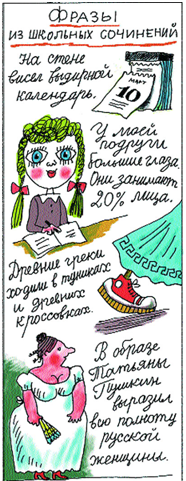 Фразы
из школьных сочинений
На стене
висел выдирной
календарь.
МАРТ
10
У моей
подруги
большие глаза.
Они занимают
20% лица.
Древние греки
ходили в туниках
и древних
кроссовках.
В образе
Татьяны
Пушкин
выразил
всю полноту
русской
женщины.